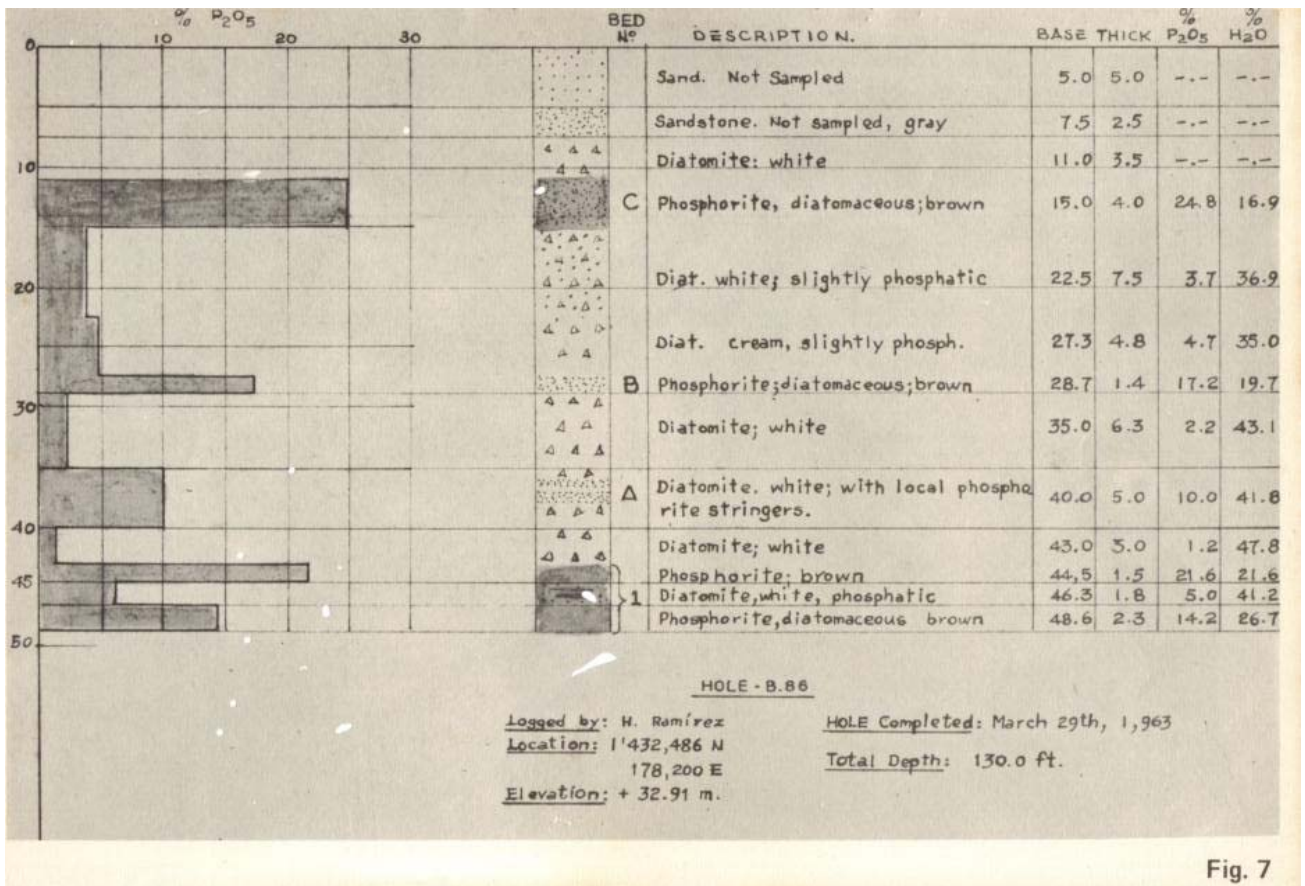 % P2O5
10 20 30
0
10
20
30
40
45
50
BED Nº DESCRIPTION. BASE THICK % P2O5 % H2O
Sand. Not Sampled 5.0 5.0 -.- -.-
Sandstone. Not sampled, gray 7.5 2.5 -.- -.-
Diatomite: white 11.0 3.5 -.- -.-
C Phosphorite, diatomaceous; brown 15.0 4.0 24.8 16.9
Diat. white; slightly phosphatic 22.5 7.5 3.7 36.9
Diat. cream, slightly phosph. 27.3 4.8 4.7 35.0
B Phosphorite; diatomaceous; brown 28.7 1.4 17.2 19.7
Diatomite; white 35.0 6.3 2.2 43.1
A Diatomite. white; with local phospho
rite stringers. 40.0 5.0 10.0 41.8
Diatomite; white 43.0 3.0 1.2 47.8
Phosphorite; brown 44,5 1.5 21.6 21.6
1 Diatomite, white, phosphatic 46.3 1.8 5.0 41.2
Phosphorite, diatomaceous brown 48.6 2.3 14.2 26.7
HOLE - B.86
Logged by: H. Ramírez
Location: 1'432,486 N
178,200 E
Elevation: + 32.91 m.
HOLE Completed: March 29th, 1,963
Total Depth: 130.0 ft.
Fig. 7